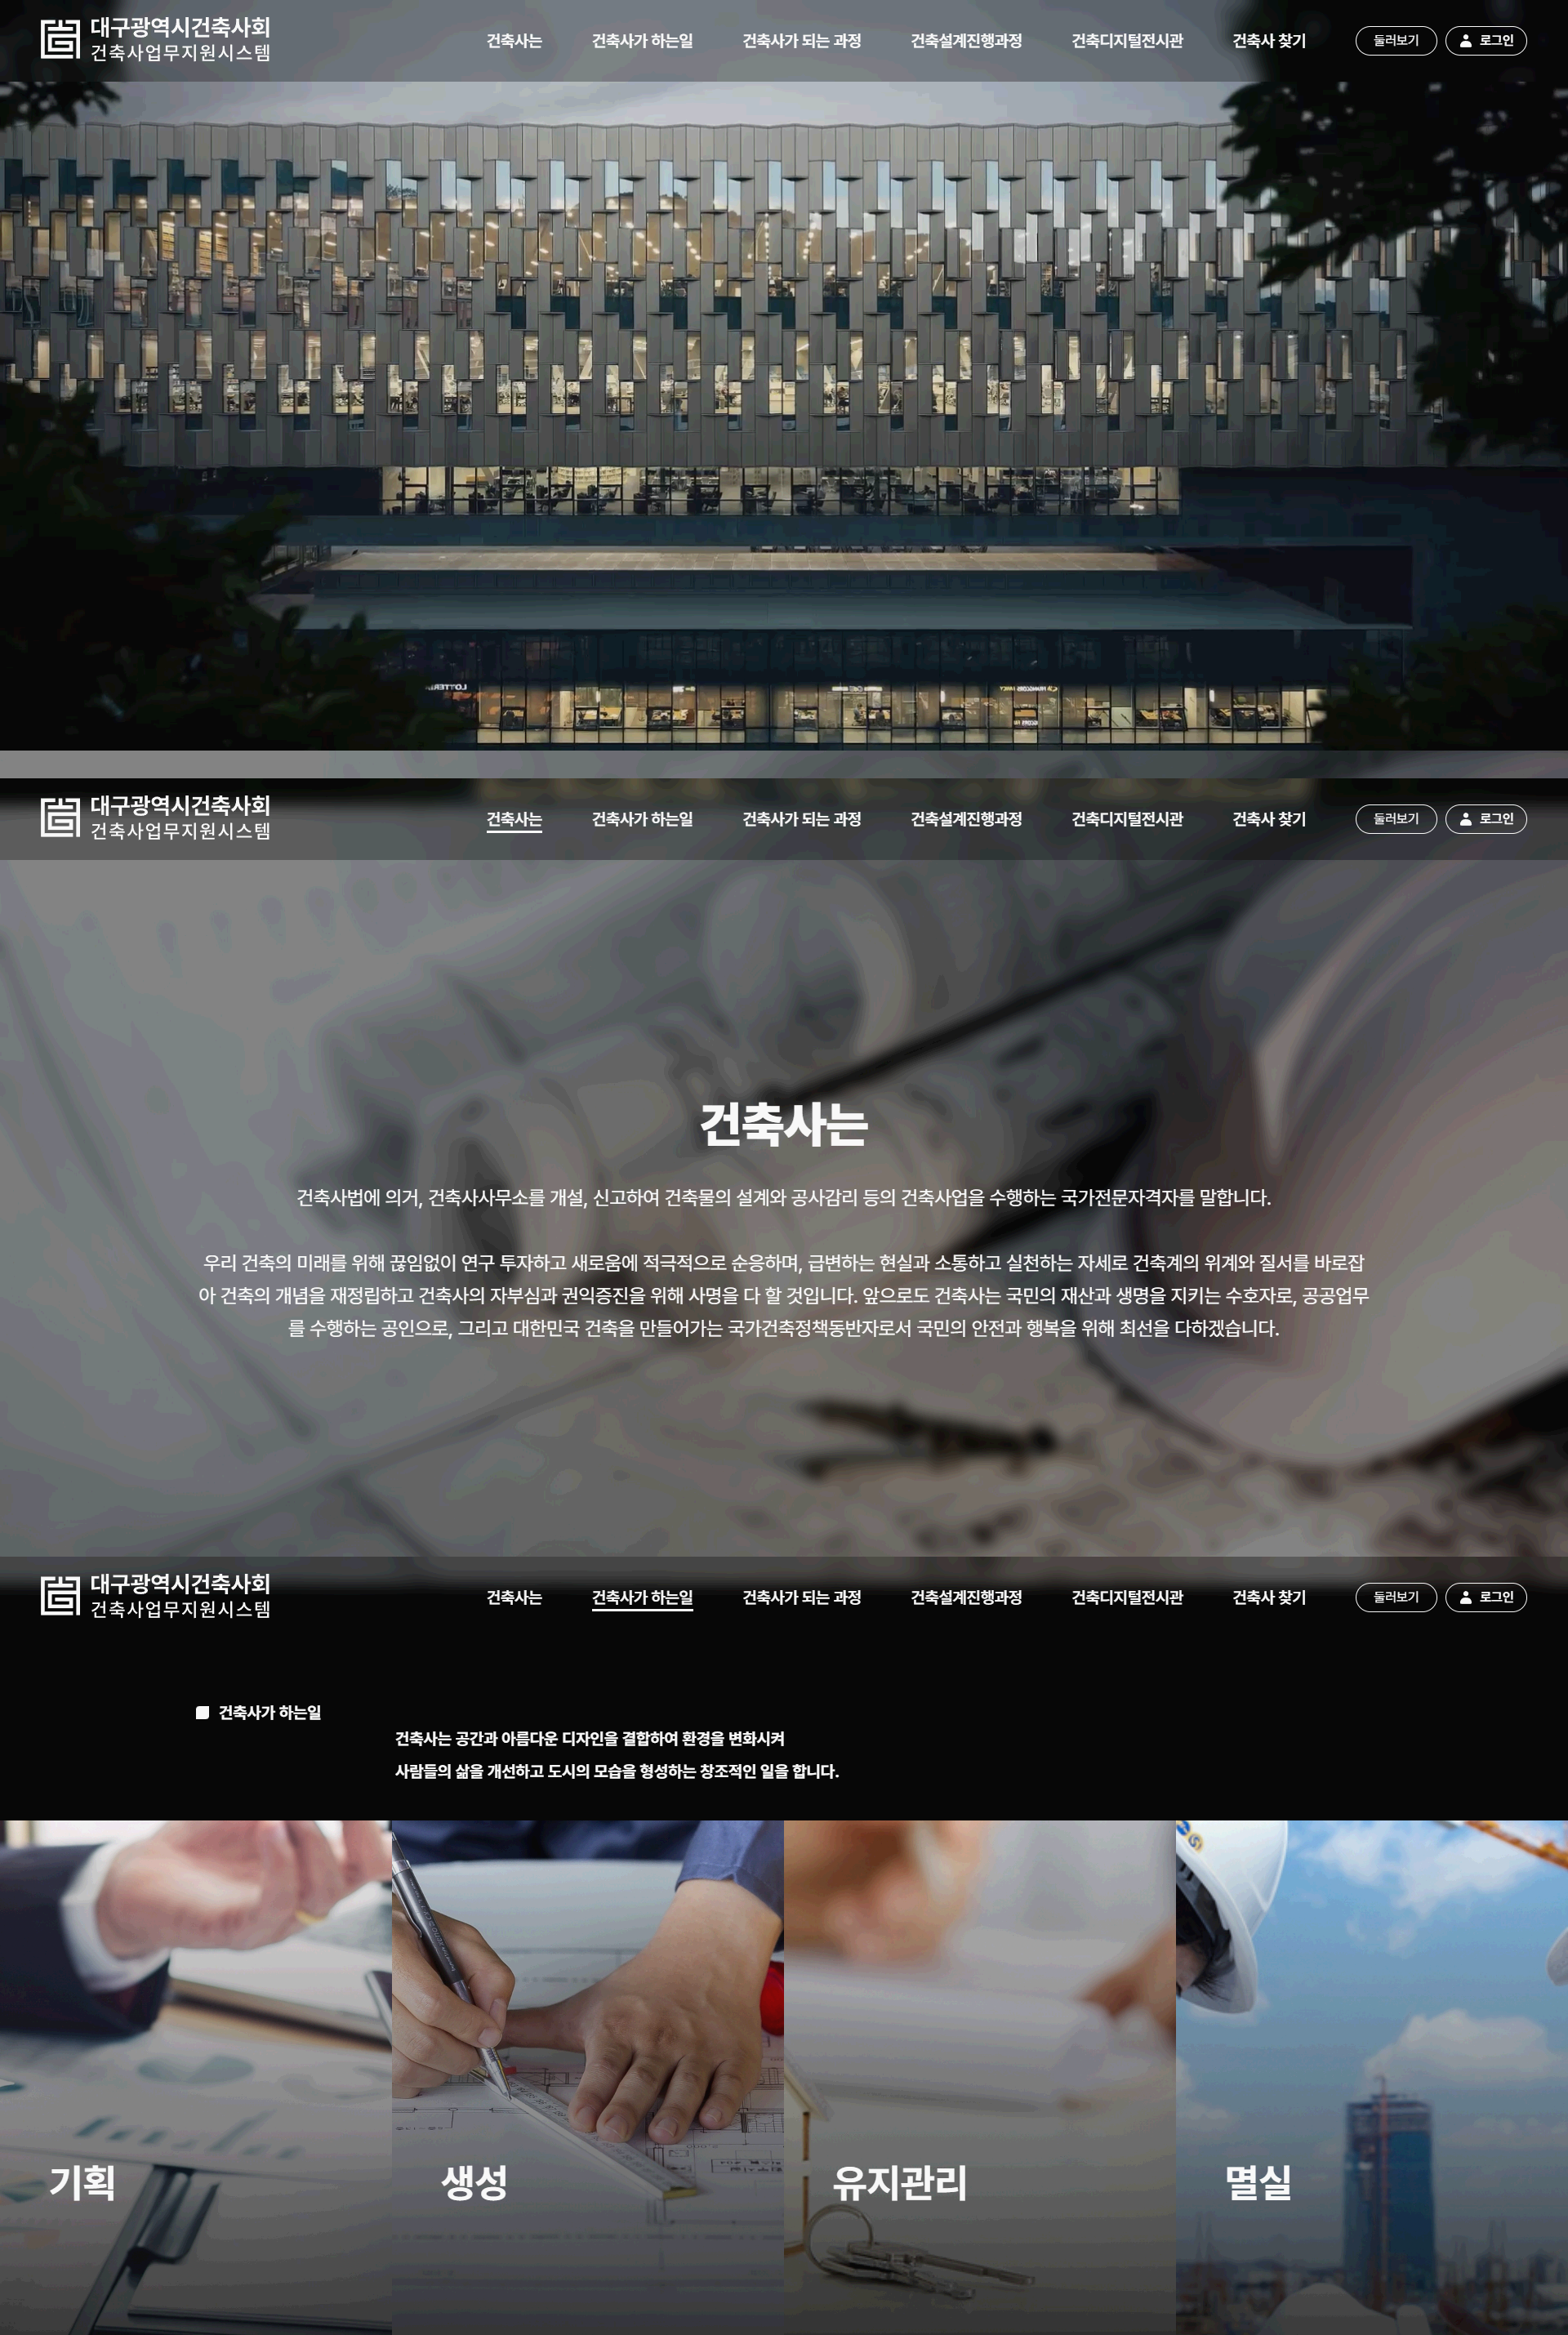 대구광역시건축사회
건축사업무지원시스템
건축사는 건축사가 하는일 건축사가 되는 과정 건축설계진행과정 건축디지털전시관 건축사 찾기 둘러보기 로그인
대구광역시건축사회
건축사업무지원시스템
건축사는 건축사가 하는일 건축사가 되는 과정 건축설계진행과정 건축디지털전시관 건축사 찾기 둘러보기 로그인
건축사는
건축사법에 의거, 건축사사무소를 개설, 신고하여 건축물의 설계와 공사감리 등의 건축사업을 수행하는 국가전문자격자를 말합니다.
우리 건축의 미래를 위해 끊임없이 연구 투자하고 새로움에 적극적으로 순응하며, 급변하는 현실과 소통하고 실천하는 자세로 건축계의 위계와 질서를 바로잡
아 건축의 개념을 재정립하고 건축사의 자부심과 권익증진을 위해 사명을 다 할 것입니다. 앞으로도 건축사는 국민의 재산과 생명을 지키는 수호자로, 공공업무
를 수행하는 공인으로, 그리고 대한민국 건축을 만들어가는 국가건축정책동반자로서 국민의 안전과 행복을 위해 최선을 다하겠습니다.
대구광역시건축사회
건축사업무지원시스템
건축사는 건축사가 하는일 건축사가 되는 과정 건축설계진행과정 건축디지털전시관 건축사 찾기 둘러보기 로그인
건축사가 하는일
건축사는 공간과 아름다운 디자인을 결합하여 환경을 변화시켜
사람들의 삶을 개선하고 도시의 모습을 형성하는 창조적인 일을 합니다.
기획
생성
유지관리
멸실